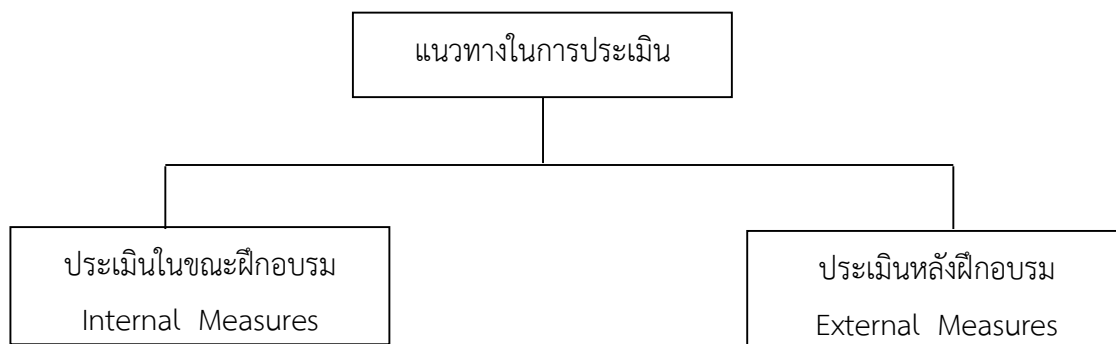 แนวทางในการประเมิน
ประเมินในขณะฝึกอบรม
Internal Measures
ประเมินหลังฝึกอบรม
External Measures